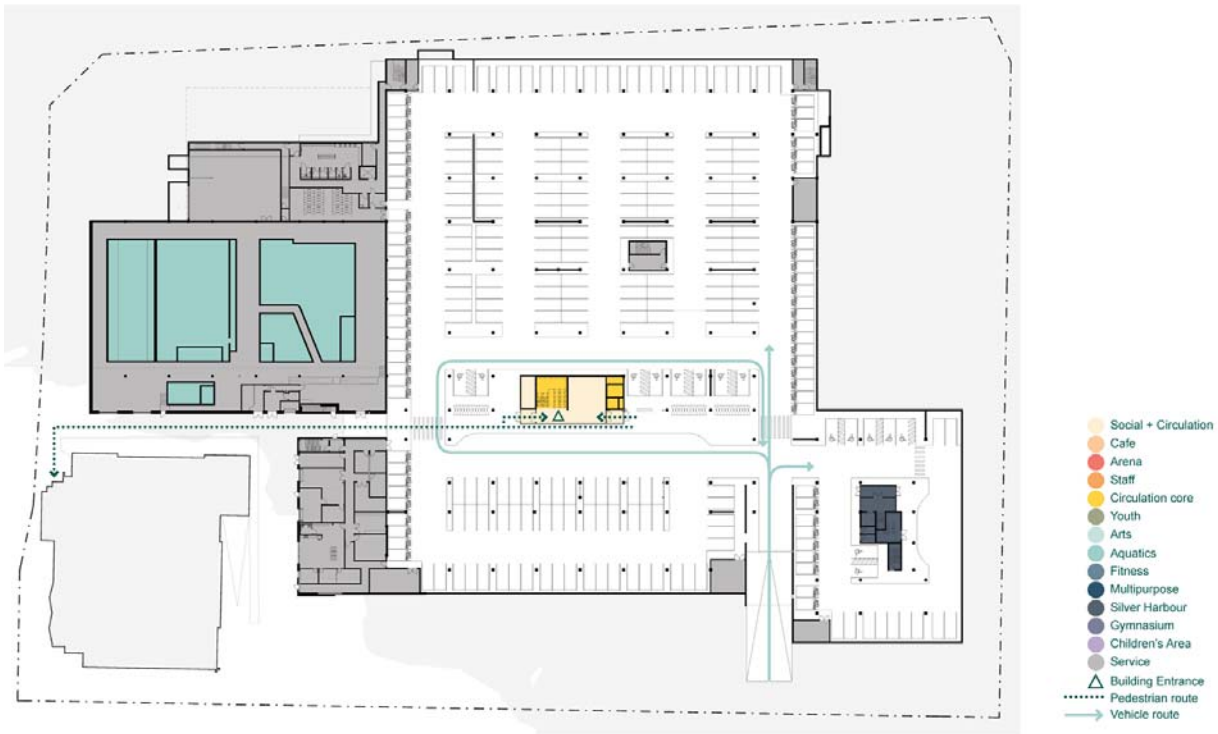 Social + Circulation
Cafe
Arena
Staff
Circulation core
Youth
Arts
Aquatics
Fitness
Multipurpose
Silver Harbour
Gymnasium
Children's Area
Service
Building Entrance
Pedestrian route
Vehicle route